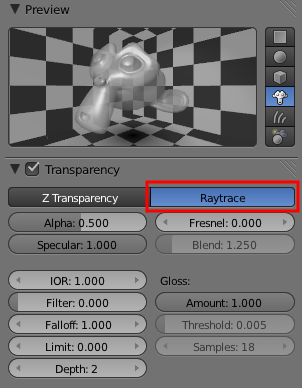 Preview
Transparency
Z Transparency Raytrace
Alpha: 0.500 Fresnel: 0.000
Specular: 1.000 Blend: 1.250
IOR: 1.000 Gloss:
Filter: 0.000 Amount: 1.000
Falloff: 1.000 Threshold: 0.005
Limit: 0.000 Samples: 18
Depth: 2